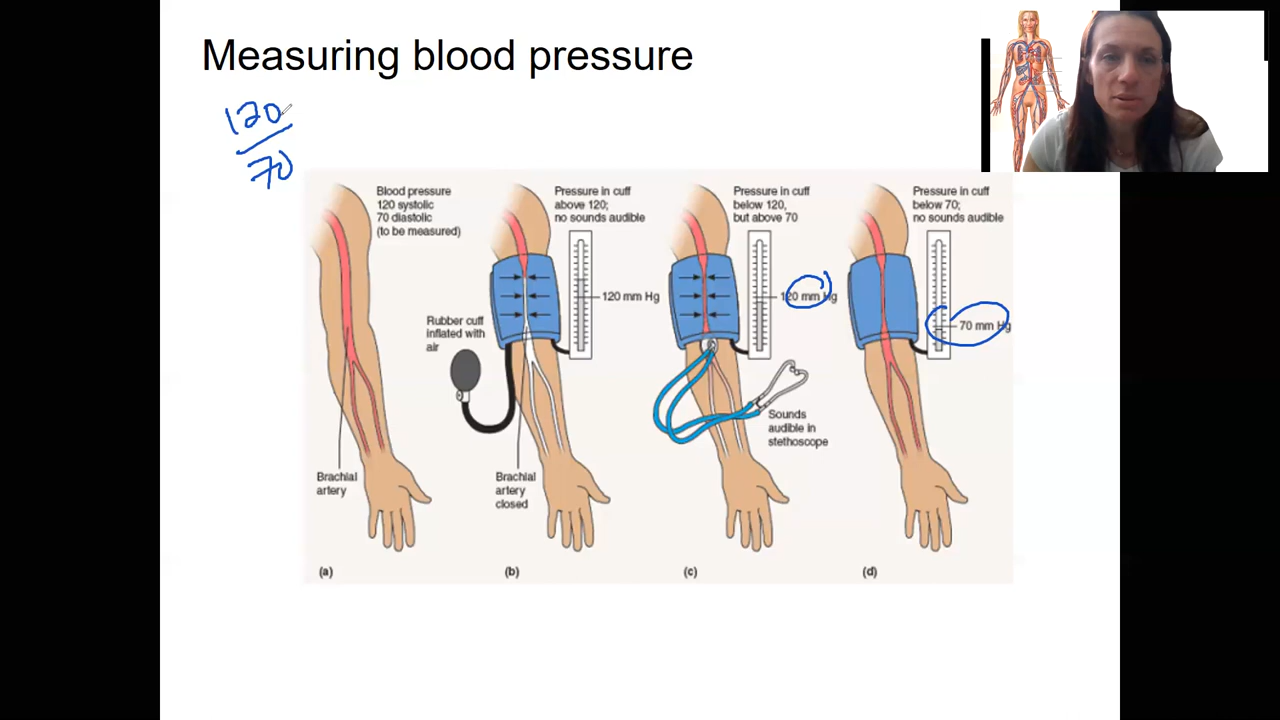 Measuring blood pressure
120
70
Blood pressure
120 systolic
70 diastolic
(to be measured)
Pressure in cuff
above 120;
no sounds audible
Pressure in cuff
below 120,
but above 70
Pressure in cuff
below 70;
no sounds audible
120 mm Hg
120 mm Hg
70 mm Hg
Rubber cuff
inflated with
air
Sounds
audible in
stethoscope
Brachial
artery
Brachial
artery
closed
(a)
(b)
(c)
(d)